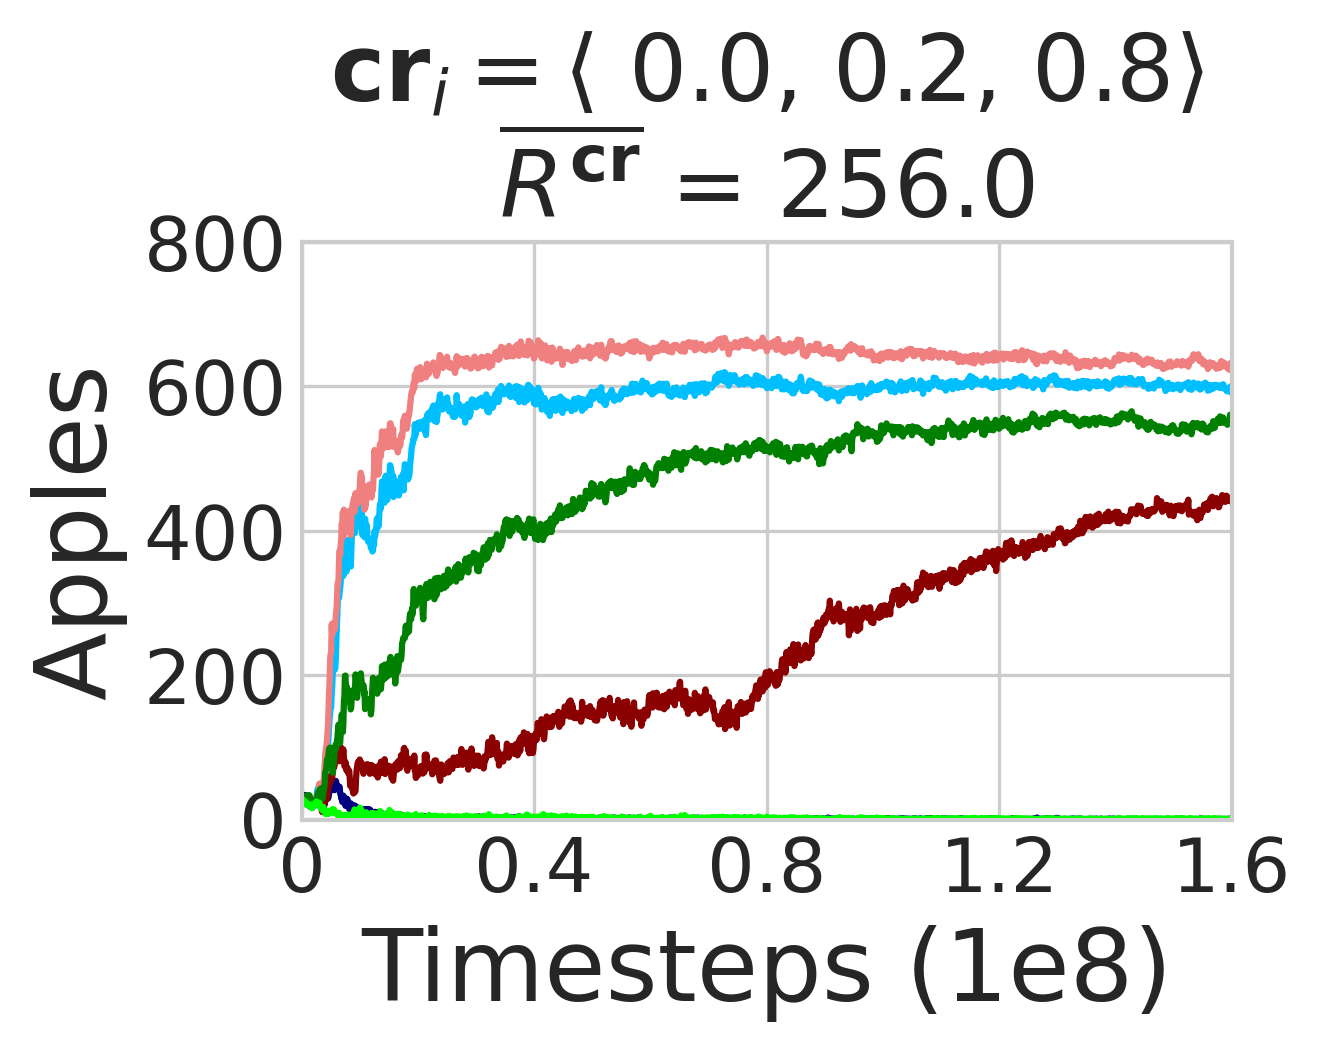 cr_i = ⟨ 0.0, 0.2, 0.8⟩
\overline{R^{cr}} = 256.0
800
600
400
200
0
Apples
0 0.4 0.8 1.2 1.6
Timesteps (1e8)